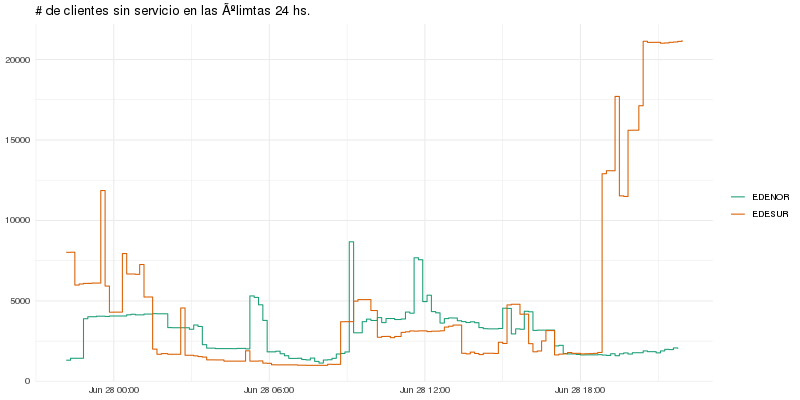 # de clientes sin servicio en las Ãºlimtas 24 hs.
20000
15000
10000
5000
0
Jun 28 00:00 Jun 28 06:00 Jun 28 12:00 Jun 28 18:00
EDENOR
EDESUR